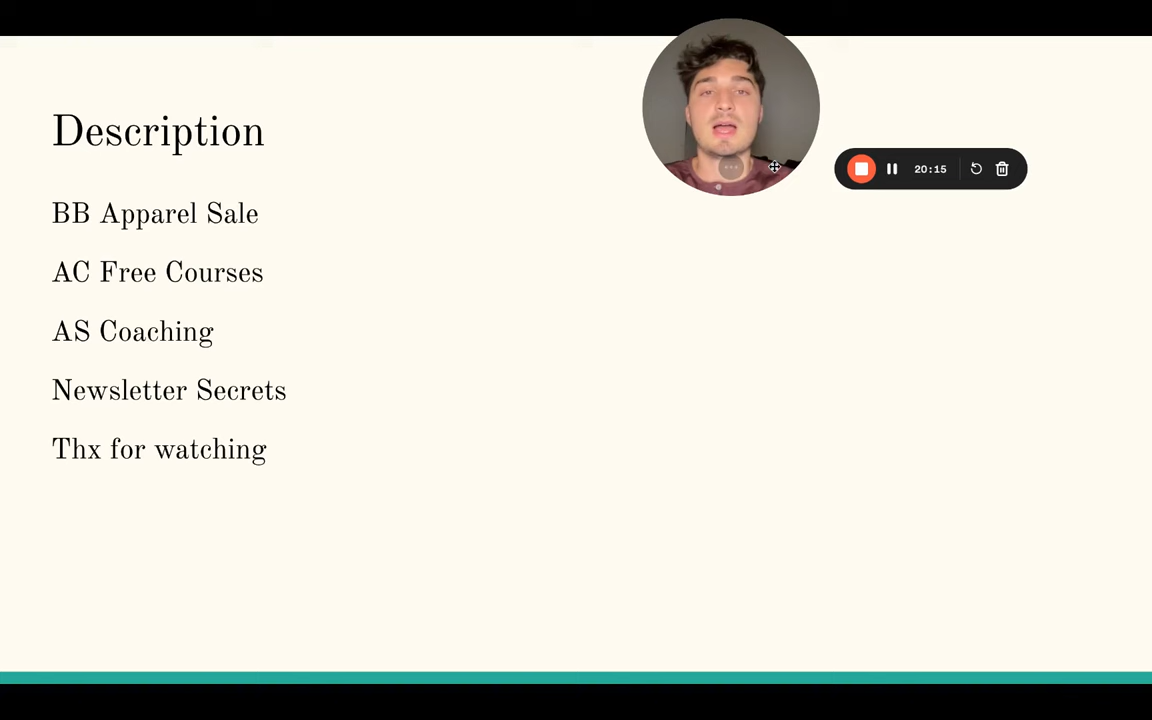 Description
BB Apparel Sale
AC Free Courses
AS Coaching
Newsletter Secrets
Thx for watching
20:15